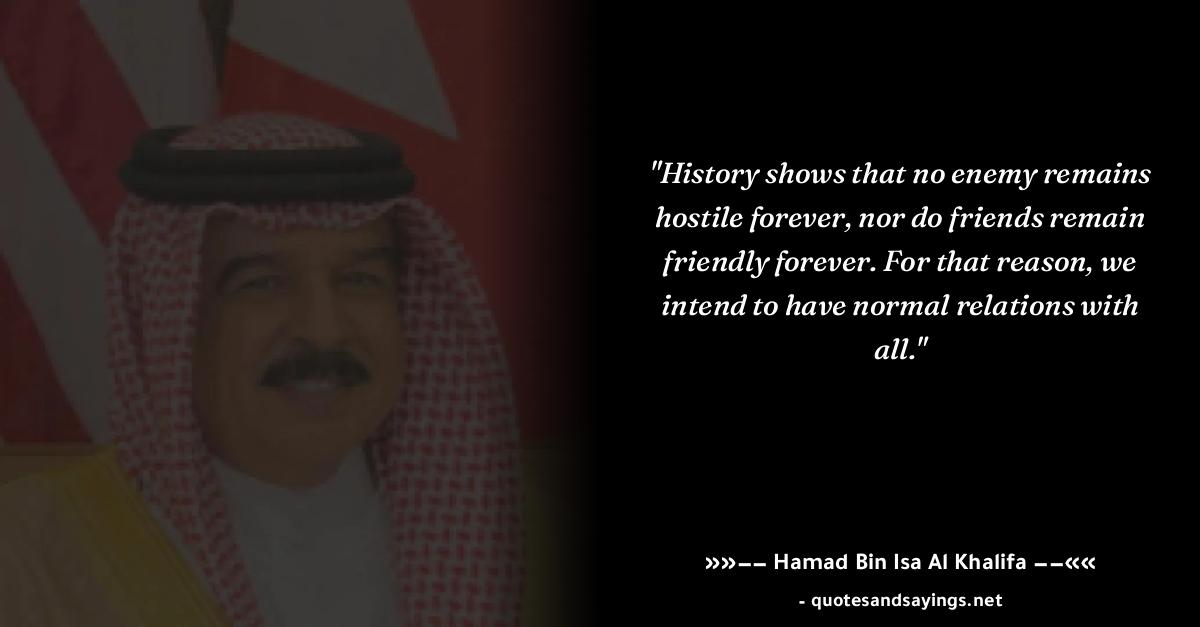 "History shows that no enemy remains
hostile forever, nor do friends remain
friendly forever. For that reason, we
intend to have normal relations with
all."
»»−− Hamad Bin Isa Al Khalifa −−««
- quotesandsayings.net